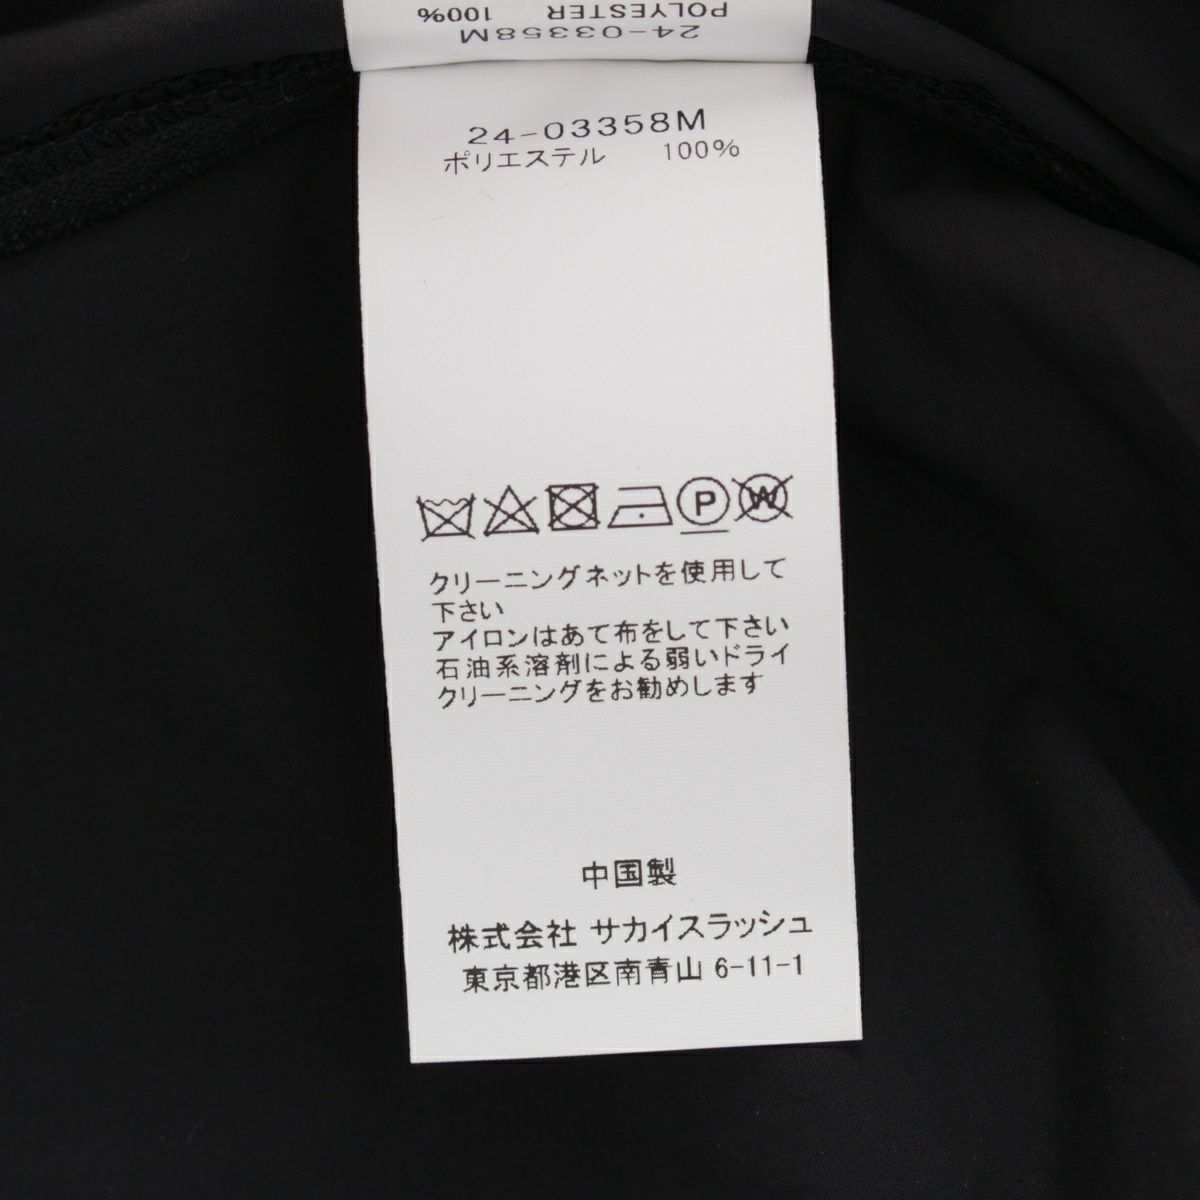 POLYESTER 100%
24-03358M
24-03358M
ポリエステル 100%
P W
クリーニングネットを使用して
下さい
アイロンはあて布をして下さい
石油系溶剤による弱いドライ
クリーニングをお勧めします
中国製
株式会社 サカイスラッシュ
東京都港区南青山 6-11-1